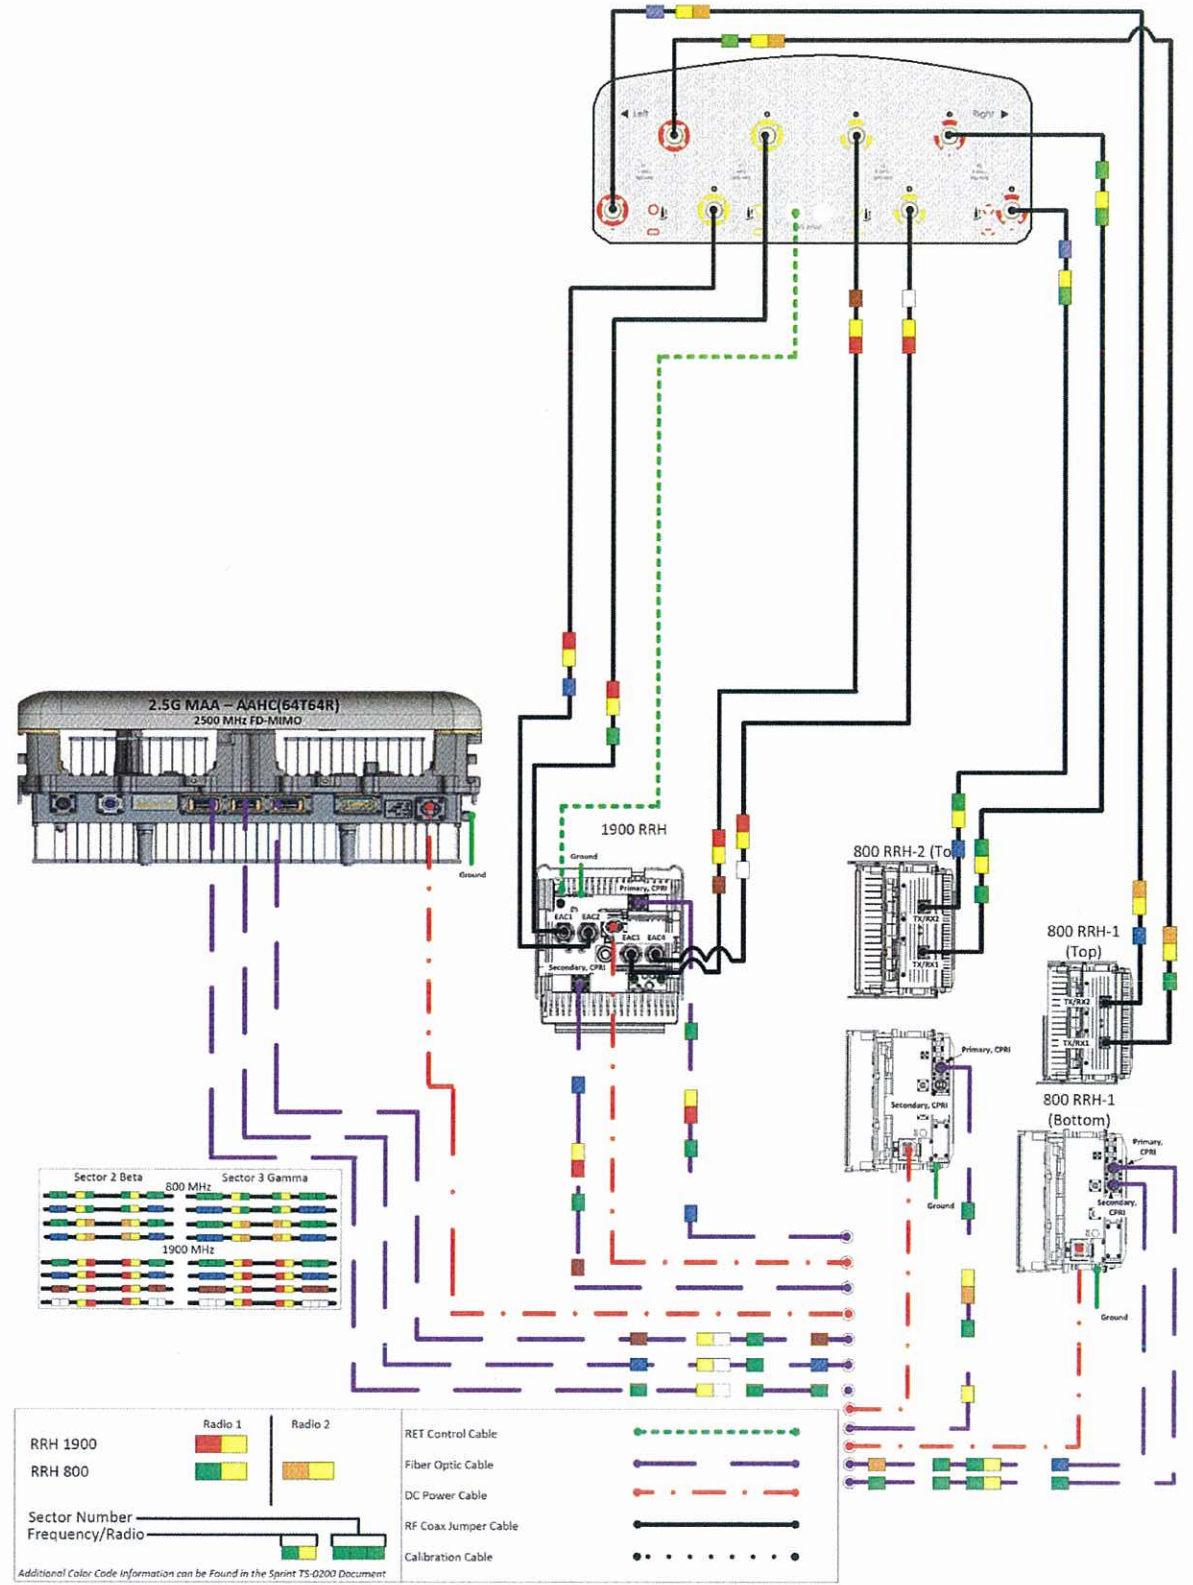 Left
Right
2.5G MAA – AAHC(64T64R)
2500 MHz FD-MIMO
Ground
1900 RRH
Ground
Primary, CPRI
EAC1
EAC2
EAC3
EAC4
Secondary, CPRI
800 RRH-2 (To
TX/RX2
TX/RX1
800 RRH-1
(Top)
TX/RX2
TX/RX1
Primary, CPRI
Secondary, CPRI
Ground
800 RRH-1
(Bottom)
Primary,
CPRI
Secondary,
CPRI
Ground
Sector 2 Beta
Sector 3 Gamma
800 MHz
1900 MHz
Radio 1
Radio 2
RRH 1900
RRH 800
Sector Number
Frequency/Radio
Additional Color Code Information can be Found in the Sprint TS-0200 Document
RET Control Cable
Fiber Optic Cable
DC Power Cable
RF Coax Jumper Cable
Calibration Cable